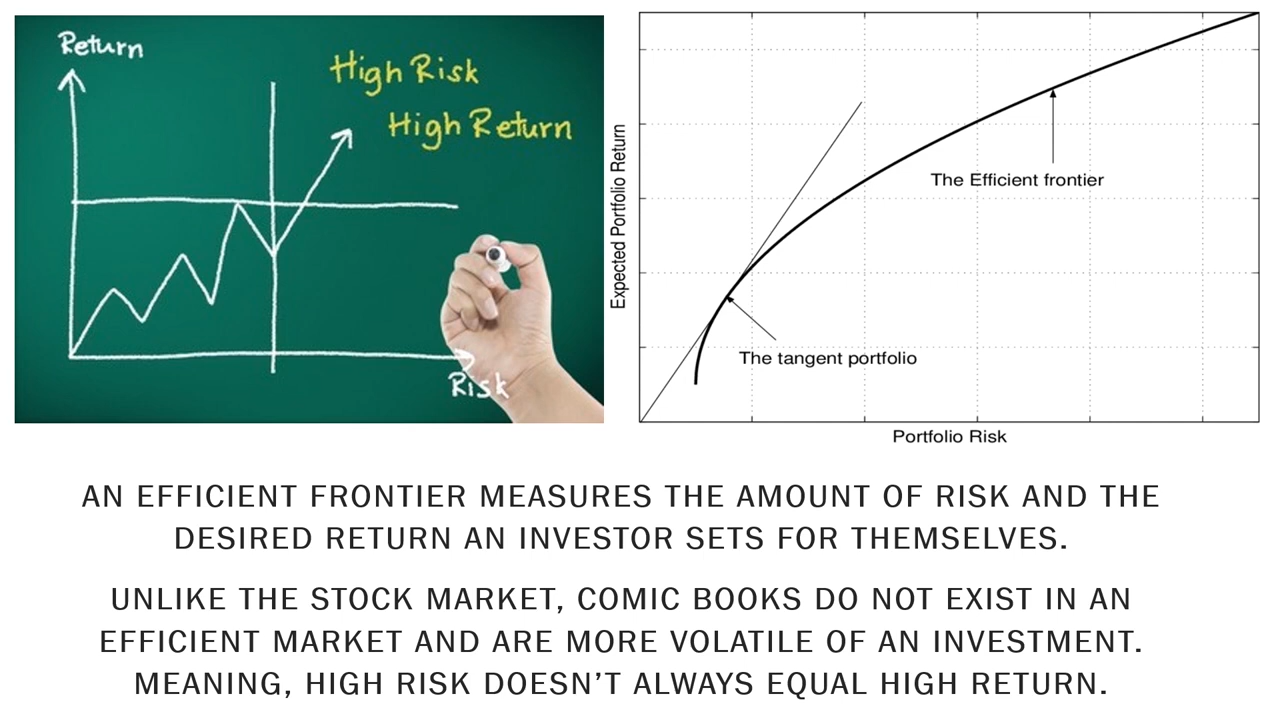 Return
High Risk
High Return
Risk
Expected Portfolio Return
The Efficient frontier
The tangent portfolio
Portfolio Risk
AN EFFICIENT FRONTIER MEASURES THE AMOUNT OF RISK AND THE
DESIRED RETURN AN INVESTOR SETS FOR THEMSELVES.
UNLIKE THE STOCK MARKET, COMIC BOOKS DO NOT EXIST IN AN
EFFICIENT MARKET AND ARE MORE VOLATILE OF AN INVESTMENT.
MEANING, HIGH RISK DOESN'T ALWAYS EQUAL HIGH RETURN.